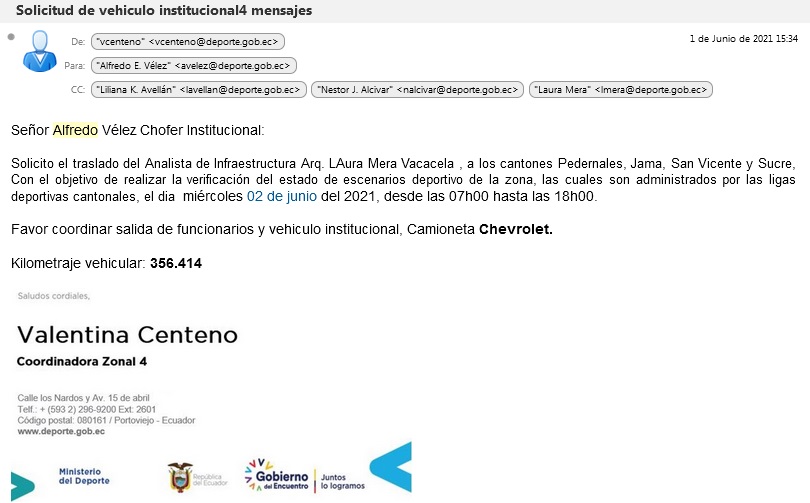 Solicitud de vehiculo institucional4 mensajes
De: "vcenteno" <vcenteno@deporte.gob.ec>
1 de Junio de 2021 15:34
Para: "Alfredo E. Vélez" <avelez@deporte.gob.ec>
CC: "Liliana K. Avellán" <lavellan@deporte.gob.ec> "Nestor J. Alcivar" <nalcivar@deporte.gob.ec> "Laura Mera" <lmera@deporte.gob.ec>
Señor Alfredo Vélez Chofer Institucional:
Solicito el traslado del Analista de Infraestructura Arq. LAura Mera Vacacela , a los cantones Pedernales, Jama, San Vicente y Sucre,
Con el objetivo de realizar la verificación del estado de escenarios deportivo de la zona, las cuales son administrados por las ligas
deportivas cantonales, el dia miércoles 02 de junio del 2021, desde las 07h00 hasta las 18h00.
Favor coordinar salida de funcionarios y vehiculo institucional, Camioneta Chevrolet.
Kilometraje vehicular: 356.414
Saludos cordiales,
Valentina Centeno
Coordinadora Zonal 4
Calle los Nardos y Av. 15 de abril
Telf.: + (593 2) 296-9200 Ext: 2601
Código postal: 080161 / Portoviejo - Ecuador
www.deporte.gob.ec
Ministerio
del Deporte
República
del Ecuador
Gobierno
del Encuentro
Juntos
lo logramos